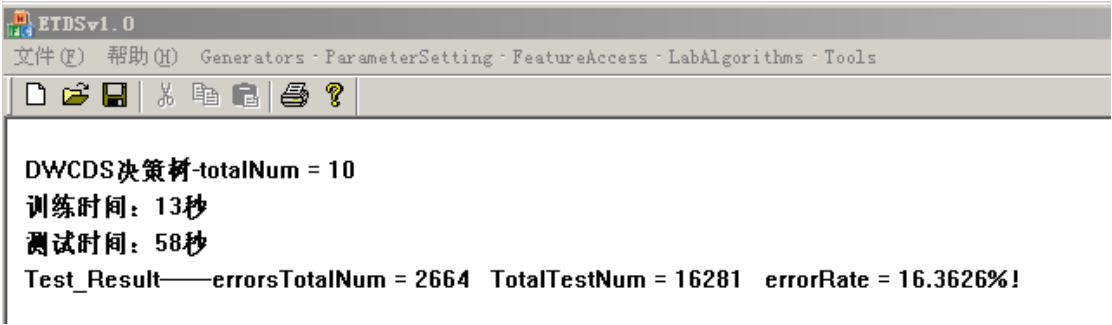 ETDSv1.0
文件(F) 帮助(H) Generators - ParameterSetting - FeatureAccess - LabAlgorithms - Tools
DWCDS决策树-totalNum = 10
训练时间：13秒
测试时间：58秒
Test_Result——errorsTotalNum = 2664 TotalTestNum = 16281 errorRate = 16.3626%!